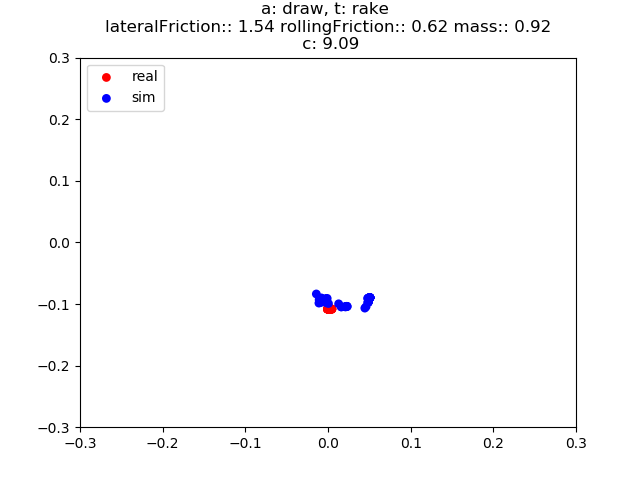 a: draw, t: rake
lateralFriction:: 1.54 rollingFriction:: 0.62 mass:: 0.92
c: 9.09
0.3
real
sim
0.2
0.1
0.0
−0.1
−0.2
−0.3
−0.3 −0.2 −0.1 0.0 0.1 0.2 0.3